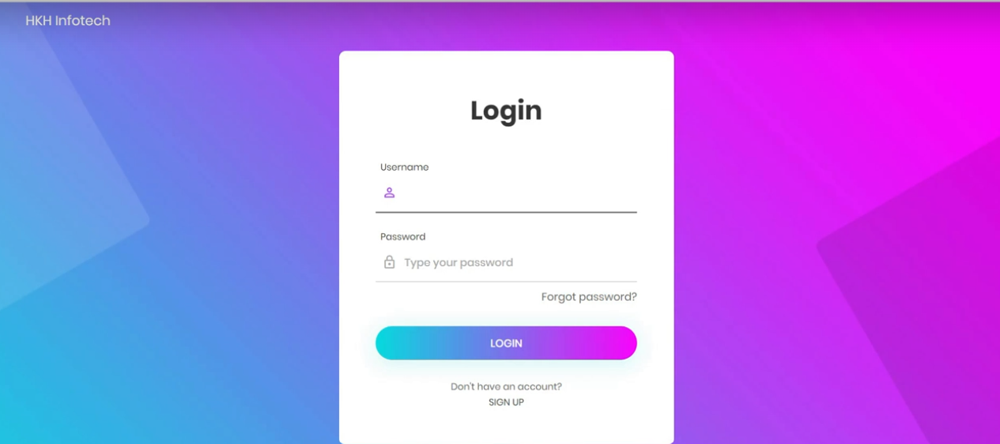 HKH Infotech
Login
Username
Password
Type your password
Forgot password?
LOGIN
Don't have an account?
SIGN UP